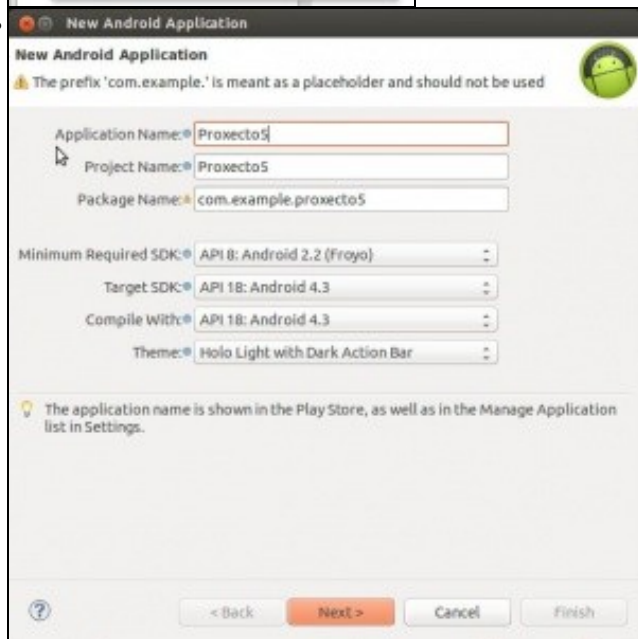 New Android Application
New Android Application
The prefix 'com.example.' is meant as a placeholder and should not be used
Application Name: Proxecto5
Project Name: Proxecto5
Package Name: com.example.proxecto5
Minimum Required SDK: API 8: Android 2.2 (Froyo)
Target SDK: API 18: Android 4.3
Compile With: API 18: Android 4.3
Theme: Holo Light with Dark Action Bar
The application name is shown in the Play Store, as well as in the Manage Application
list in Settings.
? < Back Next > Cancel Finish